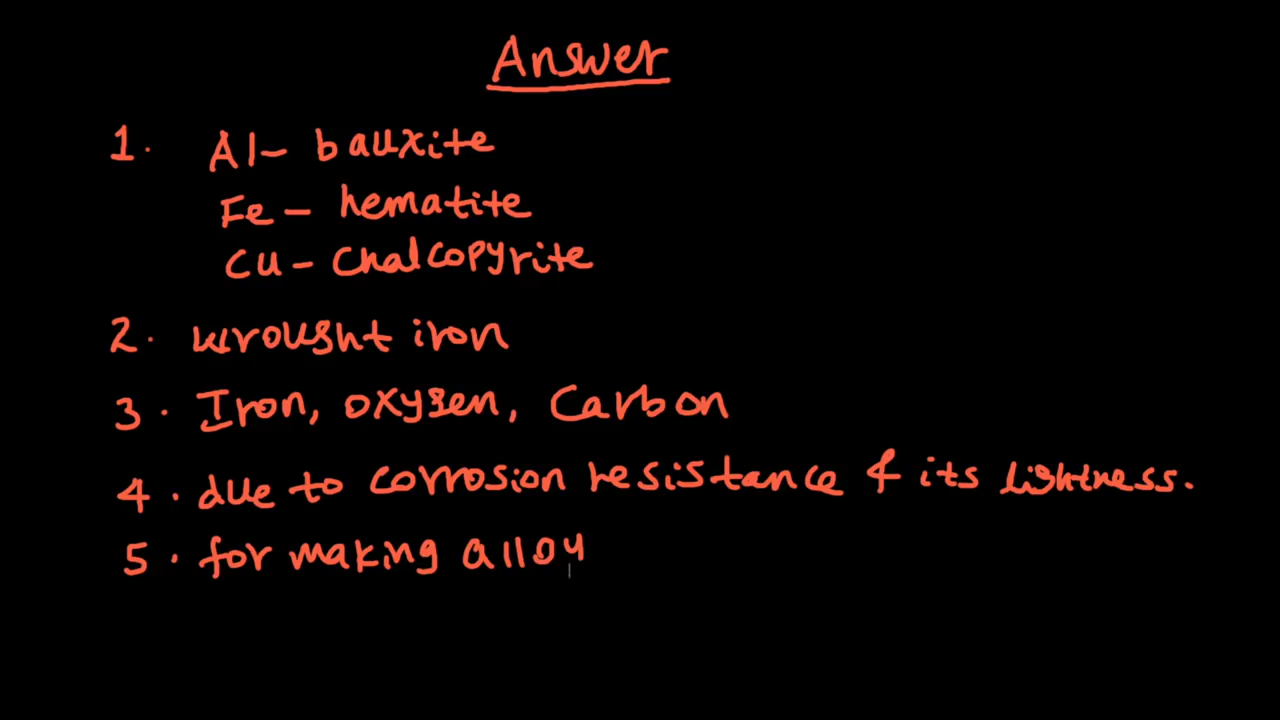 Answer
1. Al- bauxite
Fe - hematite
Cu - Chalcopyrite
2. wrought iron
3. Iron, oxygen, Carbon
4. due to corrosion resistance & its lightness.
5. for making alloy